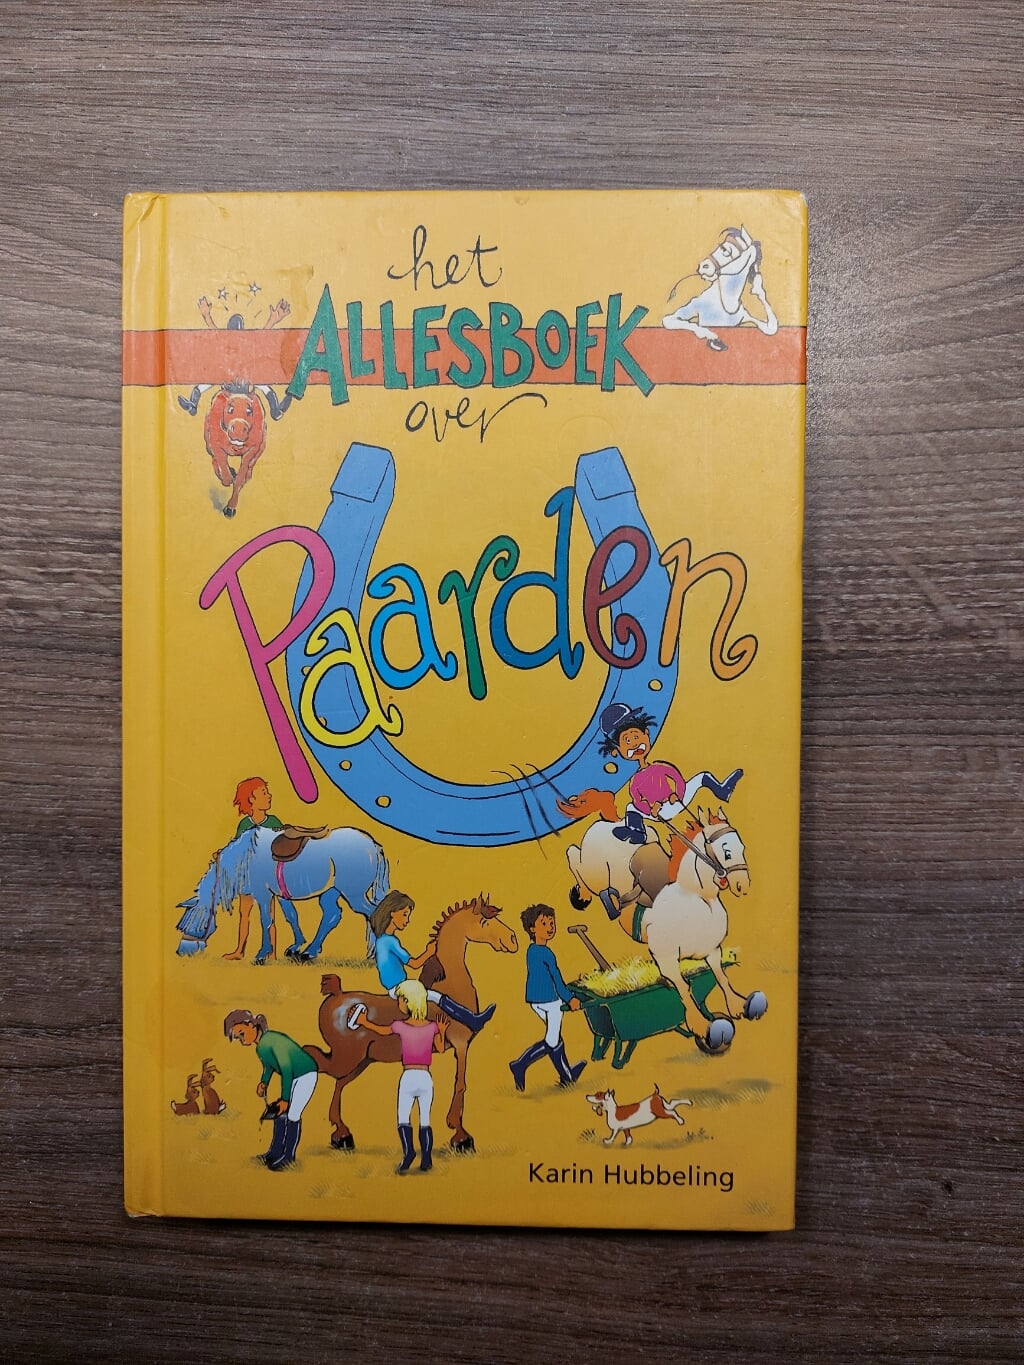 het
ALLESBOEK
over
Paarden
Karin Hubbeling